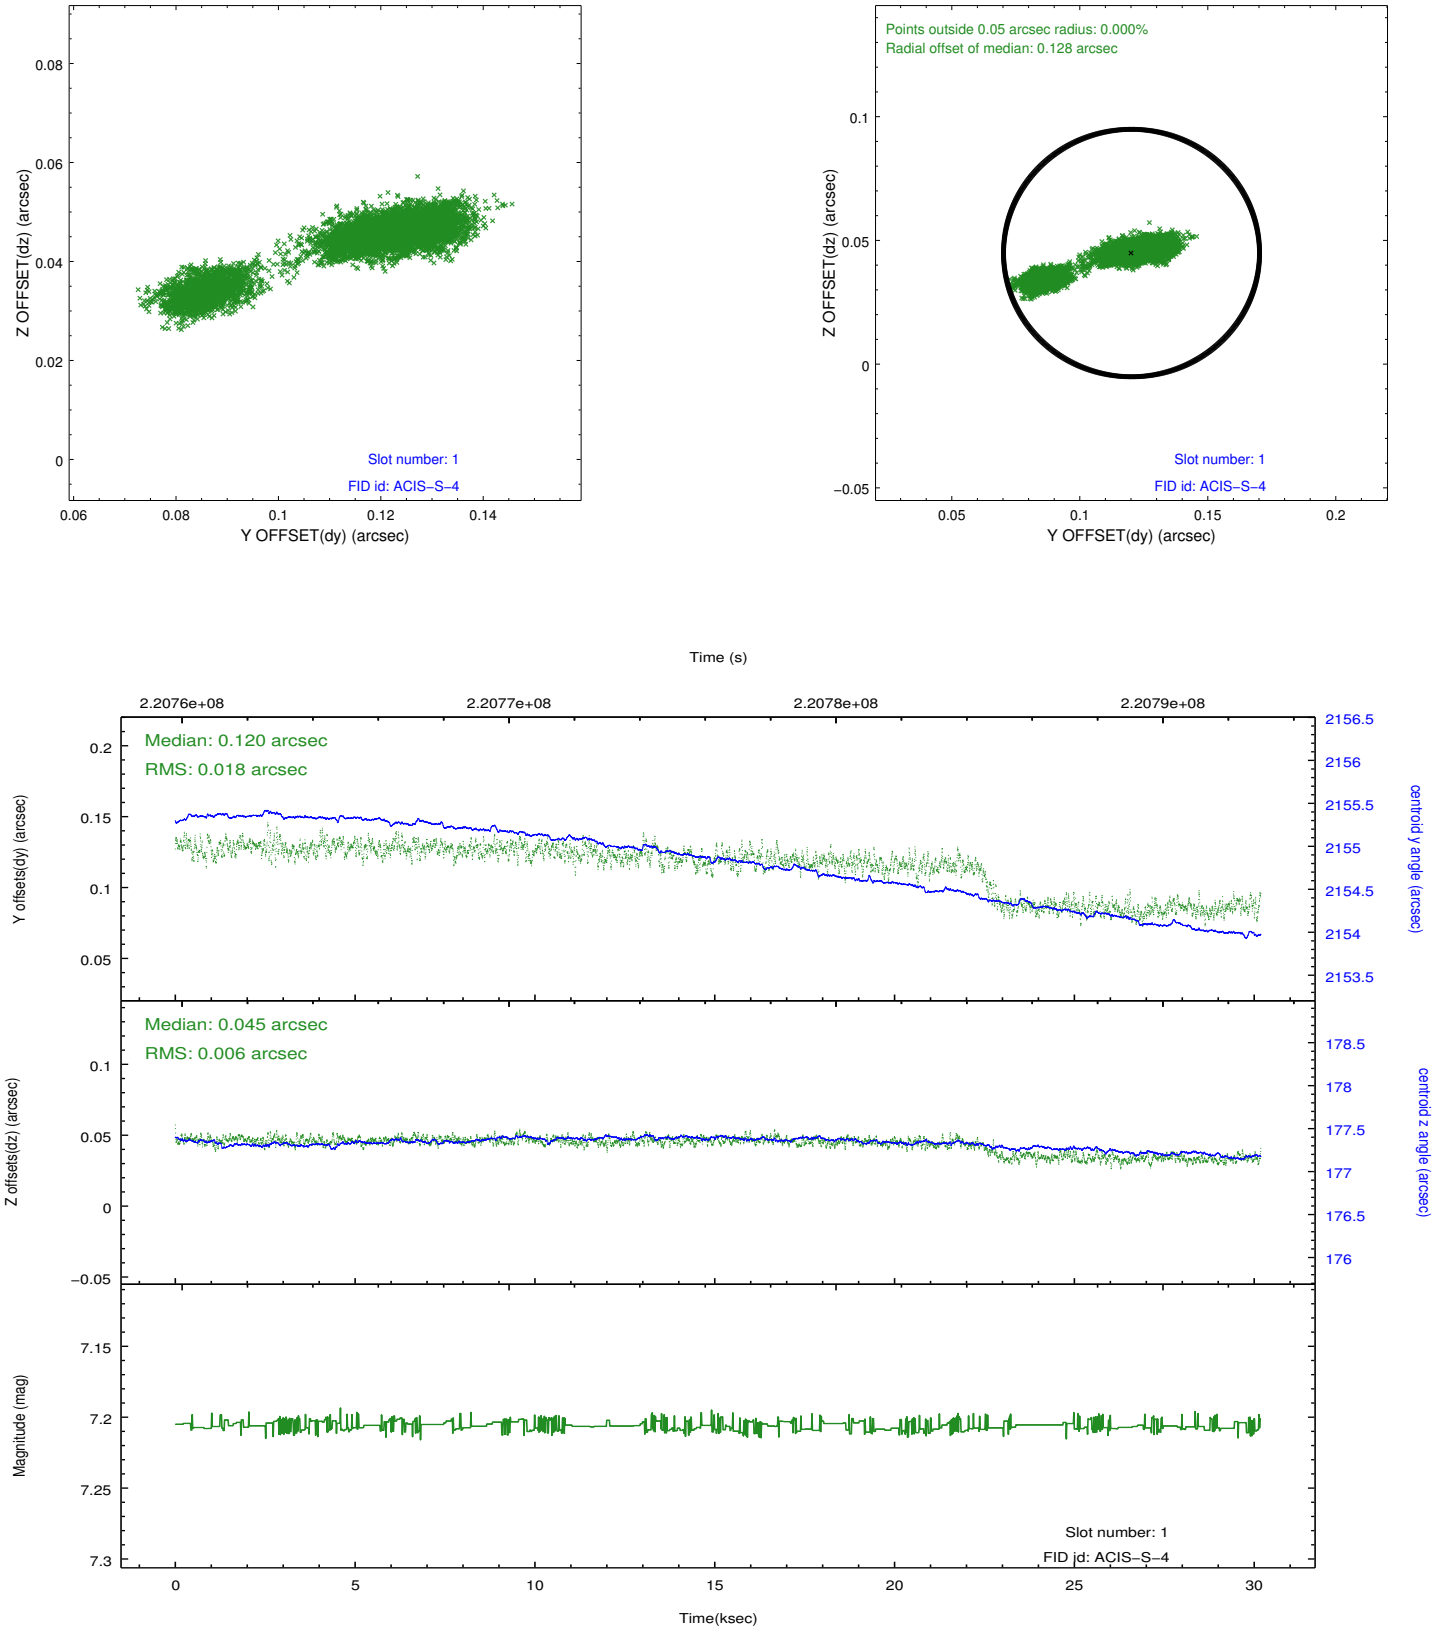 0.08
0.06
0.04
0.02
0
0.06
0.08
0.1
0.12
0.14
Z OFFSET(dz) (arcsec)
Y OFFSET(dy) (arcsec)
Slot number: 1
FID id: ACIS−S−4
Points outside 0.05 arcsec radius: 0.000%
Radial offset of median: 0.128 arcsec
0.1
0.05
0
−0.05
0.05
0.1
0.15
0.2
Z OFFSET(dz) (arcsec)
Y OFFSET(dy) (arcsec)
Slot number: 1
FID id: ACIS−S−4
Time (s)
2.2076e+08
2.2077e+08
2.2078e+08
2.2079e+08
Median: 0.120 arcsec
RMS: 0.018 arcsec
0.2
0.15
0.1
0.05
Y offsets(dy) (arcsec)
2156.5
2156
2155.5
2155
2154.5
2154
2153.5
centroid y angle (arcsec)
Median: 0.045 arcsec
RMS: 0.006 arcsec
0.1
0.05
0
−0.05
Z offsets(dz) (arcsec)
178.5
178
177.5
177
176.5
176
centroid z angle (arcsec)
7.15
7.2
7.25
7.3
Magnitude (mag)
Slot number: 1
FID id: ACIS−S−4
0
5
10
15
20
25
30
Time(ksec)